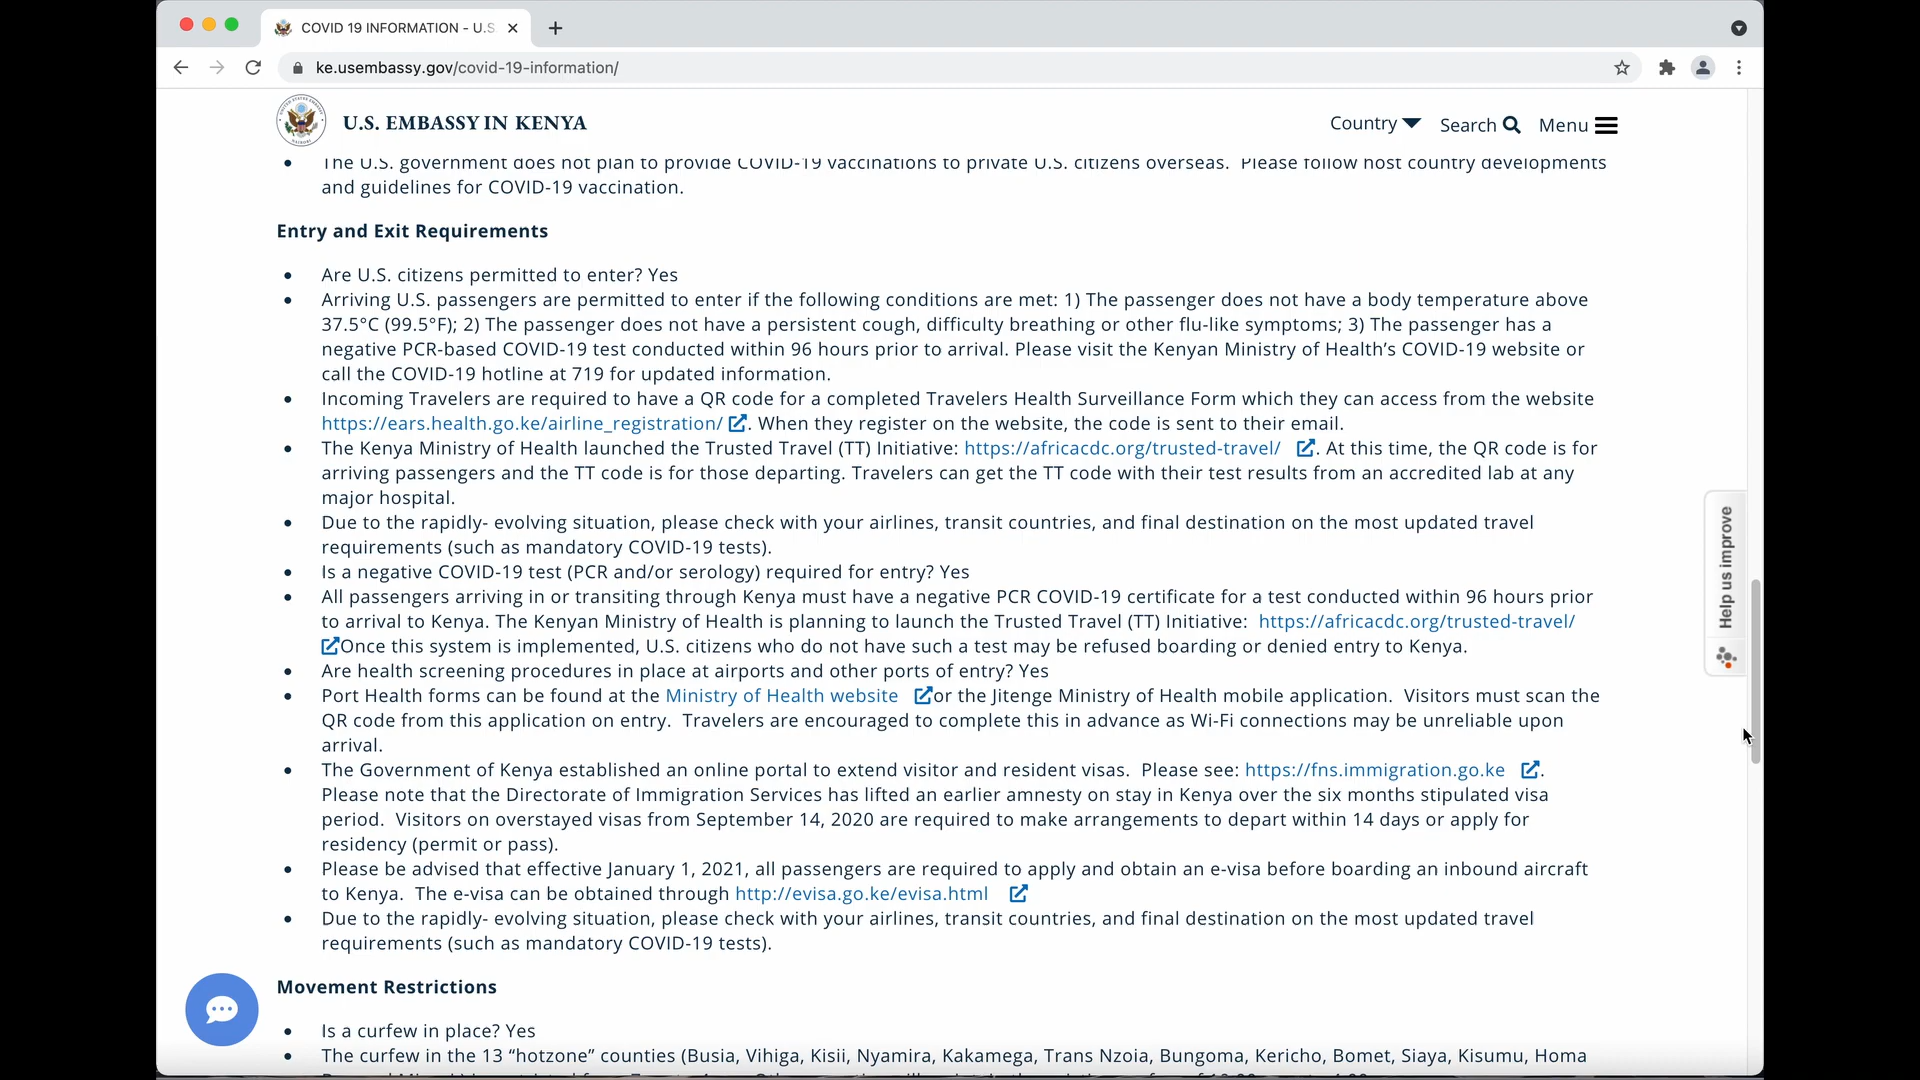 COVID 19 INFORMATION - U.S
ke.usembassy.gov/covid-19-information/
U.S. EMBASSY IN KENYA
Country
Search
Menu
The U.S. government does not plan to provide COVID-19 vaccinations to private U.S. citizens overseas.  Please follow host country developments
and guidelines for COVID-19 vaccination.
Entry and Exit Requirements
Are U.S. citizens permitted to enter? Yes
Arriving U.S. passengers are permitted to enter if the following conditions are met: 1) The passenger does not have a body temperature above
37.5°C (99.5°F); 2) The passenger does not have a persistent cough, difficulty breathing or other flu-like symptoms; 3) The passenger has a
negative PCR-based COVID-19 test conducted within 96 hours prior to arrival. Please visit the Kenyan Ministry of Health’s COVID-19 website or
call the COVID-19 hotline at 719 for updated information.
Incoming Travelers are required to have a QR code for a completed Travelers Health Surveillance Form which they can access from the website
https://ears.health.go.ke/airline_registration/ . When they register on the website, the code is sent to their email.
The Kenya Ministry of Health launched the Trusted Travel (TT) Initiative: https://africacdc.org/trusted-travel/ . At this time, the QR code is for
arriving passengers and the TT code is for those departing. Travelers can get the TT code with their test results from an accredited lab at any
major hospital.
Due to the rapidly- evolving situation, please check with your airlines, transit countries, and final destination on the most updated travel
requirements (such as mandatory COVID-19 tests).
Is a negative COVID-19 test (PCR and/or serology) required for entry? Yes
All passengers arriving in or transiting through Kenya must have a negative PCR COVID-19 certificate for a test conducted within 96 hours prior
to arrival to Kenya. The Kenyan Ministry of Health is planning to launch the Trusted Travel (TT) Initiative:  https://africacdc.org/trusted-travel/
Once this system is implemented, U.S. citizens who do not have such a test may be refused boarding or denied entry to Kenya.
Are health screening procedures in place at airports and other ports of entry? Yes
Port Health forms can be found at the Ministry of Health website or the Jitenge Ministry of Health mobile application.  Visitors must scan the
QR code from this application on entry.  Travelers are encouraged to complete this in advance as Wi-Fi connections may be unreliable upon
arrival.
The Government of Kenya established an online portal to extend visitor and resident visas.  Please see: https://fns.immigration.go.ke .
Please note that the Directorate of Immigration Services has lifted an earlier amnesty on stay in Kenya over the six months stipulated visa
period.  Visitors on overstayed visas from September 14, 2020 are required to make arrangements to depart within 14 days or apply for
residency (permit or pass).
Please be advised that effective January 1, 2021, all passengers are required to apply and obtain an e-visa before boarding an inbound aircraft
to Kenya.  The e-visa can be obtained through http://evisa.go.ke/evisa.html
Due to the rapidly- evolving situation, please check with your airlines, transit countries, and final destination on the most updated travel
requirements (such as mandatory COVID-19 tests).
Movement Restrictions
Is a curfew in place? Yes
The curfew in the 13 “hotzone” counties (Busia, Vihiga, Kisii, Nyamira, Kakamega, Trans Nzoia, Bungoma, Kericho, Bomet, Siaya, Kisumu, Homa
Help us improve